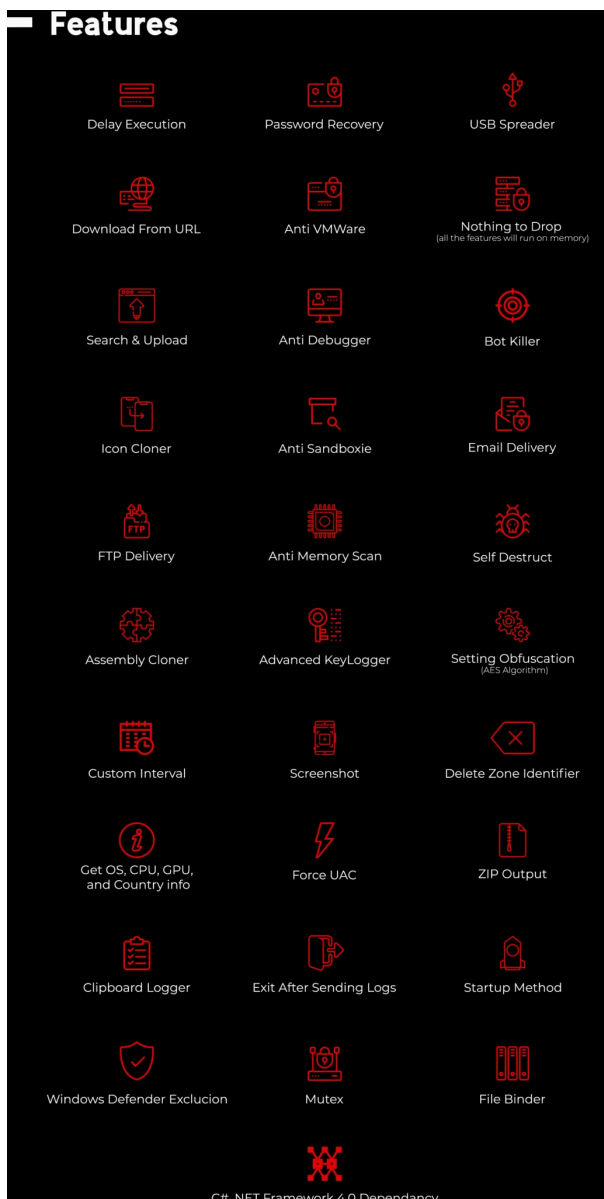 Features
Delay Execution
Password Recovery
USB Spreader
Download From URL
Anti VMWare
Nothing to Drop
(all the features will run on memory)
Search & Upload
Anti Debugger
Bot Killer
Icon Cloner
Anti Sandboxie
Email Delivery
FTP
FTP Delivery
Anti Memory Scan
Self Destruct
Assembly Cloner
Advanced KeyLogger
Setting Obfuscation
(AES Algorithm)
Custom Interval
Screenshot
Delete Zone Identifier
Get OS, CPU, GPU,
and Country info
Force UAC
ZIP Output
Clipboard Logger
Exit After Sending Logs
Startup Method
Windows Defender Exclucion
Mutex
File Binder
C# .NET Framework 4.0 Dependancy